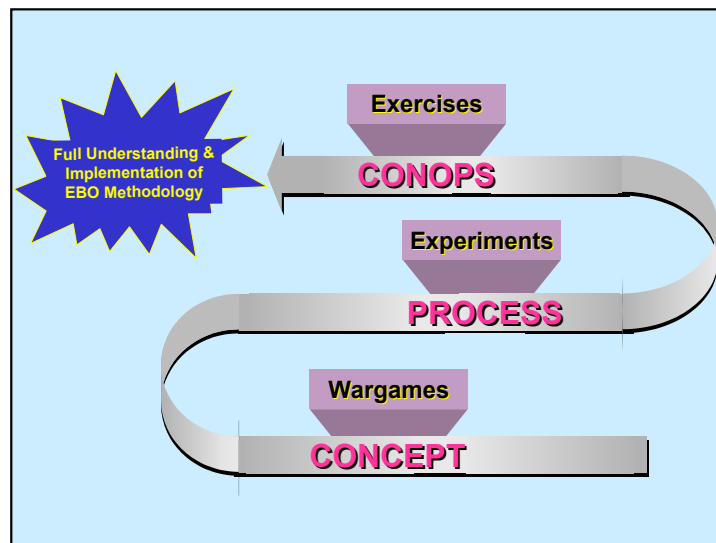 Exercises
Full Understanding &
Implementation of
EBO Methodology
CONOPS
Experiments
PROCESS
Wargames
CONCEPT